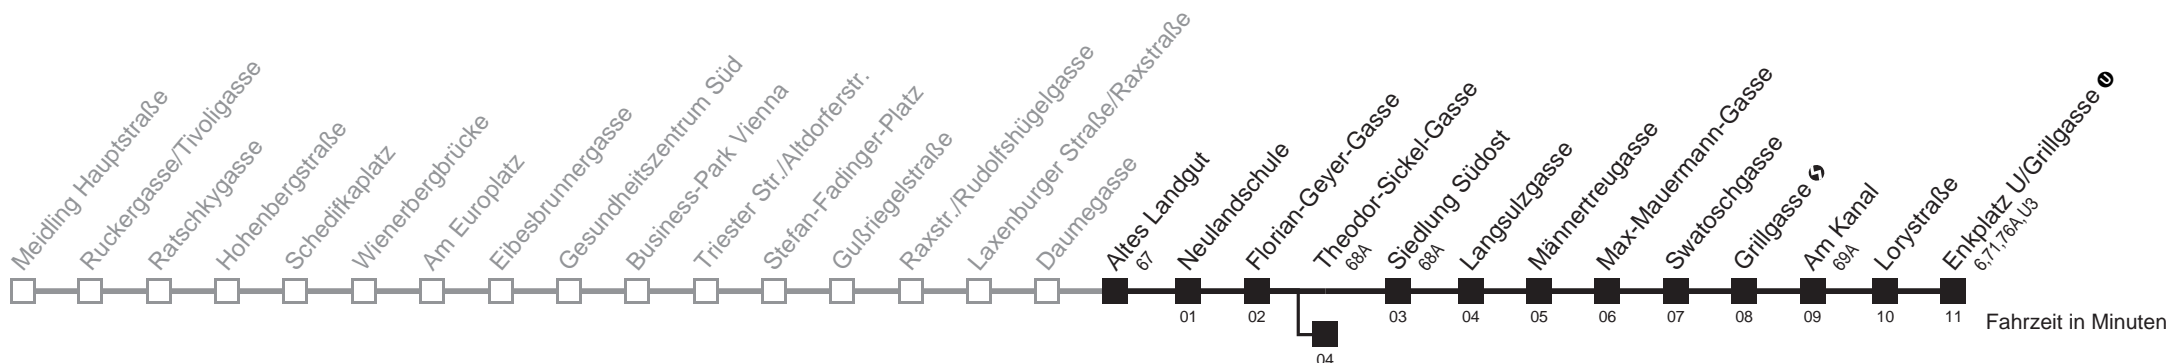 Meidling Hauptstraße
Ruckergasse/Tivoligasse
Ratschkygasse
Hohenbergstraße
Schedifkaplatz
Wienerbergbrücke
Am Europlatz
Eibesbrunnergasse
Gesundheitszentrum Süd
Business-Park Vienna
Triester Str./Altdorferstr.
Stefan-Fadinger-Platz
Gußriegelstraße
Raxstr./Rudolfshügelgasse
Laxenburger Straße/Raxstraße
Daumegasse
Altes Landgut
67
Neulandschule
Florian-Geyer-Gasse
Theodor-Sickel-Gasse
68A
Siedlung Südost
68A
Langsulzgasse
Männertreugasse
Max-Mauermann-Gasse
Swatoschgasse
Grillgasse S
Am Kanal
69A
Lorystraße
Enkplatz U/Grillgasse U
6,71,76A,U3
01 02 03 04 05 06 07 08 09 10 11
Fahrzeit in Minuten
04